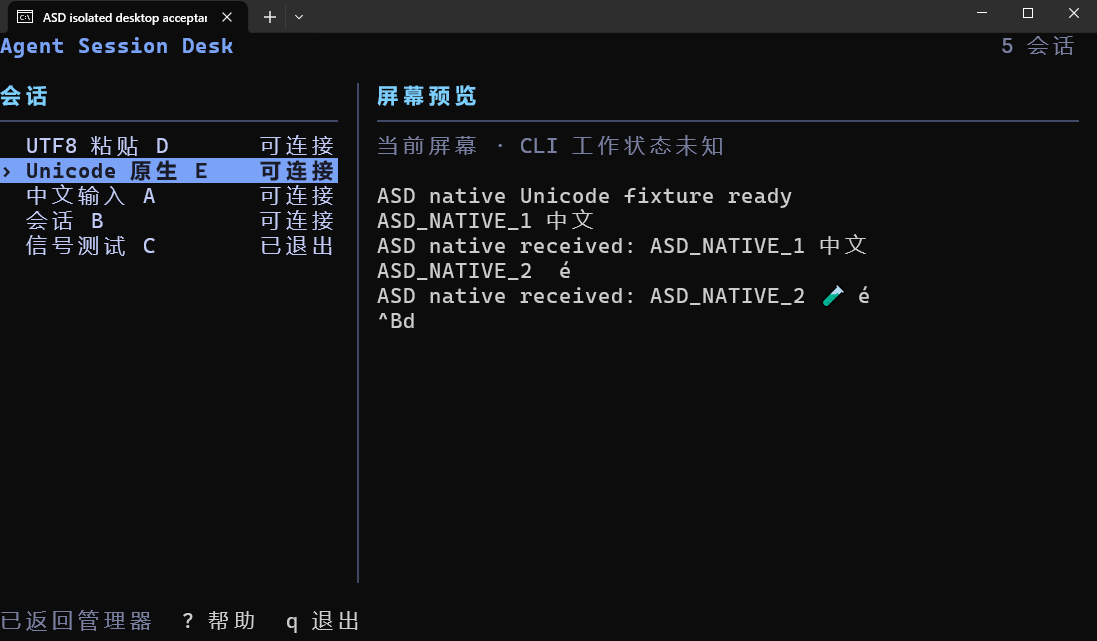 ASD isolated desktop acceptar
Agent Session Desk
5 会话
会话
UTF8 粘贴 D 可连接
› Unicode 原生 E 可连接
中文输入 A 可连接
会话 B 可连接
信号测试 C 已退出
屏幕预览
当前屏幕 · CLI 工作状态未知
ASD native Unicode fixture ready
ASD_NATIVE_1 中文
ASD native received: ASD_NATIVE_1 中文
ASD_NATIVE_2 é
ASD native received: ASD_NATIVE_2 🧪 é
^Bd
已返回管理器 ? 帮助 q 退出